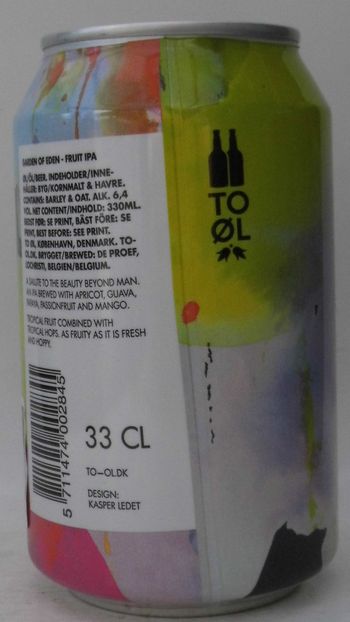 GARDEN OF EDEN - FRUIT IPA
ØL/ÖL/BEER. INDEHOLDER/INNE-
HÅLLER: BYG/KORNMALT & HAVRE.
CONTAINS: BARLEY & OAT. ALK. 6,4
VOL. NET CONTENT/INDHOLD: 330ML.
FROST FØR: SE PRINT, BÄST FÖRE: SE
PRINT, BEST BEFORE: SEE PRINT.
TO ØL, KØBENHAVN, DENMARK. TO-
OL.DK. BRYGGET/BREWED: DE PROEF,
LOCHRISTI, BELGIEN/BELGIUM.
A SALUTE TO THE BEAUTY BEYOND MAN.
AN IPA BREWED WITH APRICOT, GUAVA,
PAPAYA, PASSIONFRUIT AND MANGO.
TROPICAL FRUIT COMBINED WITH
TROPICAL HOPS. AS FRUITY AS IT IS FRESH
AND HOPPY.
5 711474 002845
33 CL
TO-OL.DK
DESIGN:
KASPER LEDET
TO
ØL